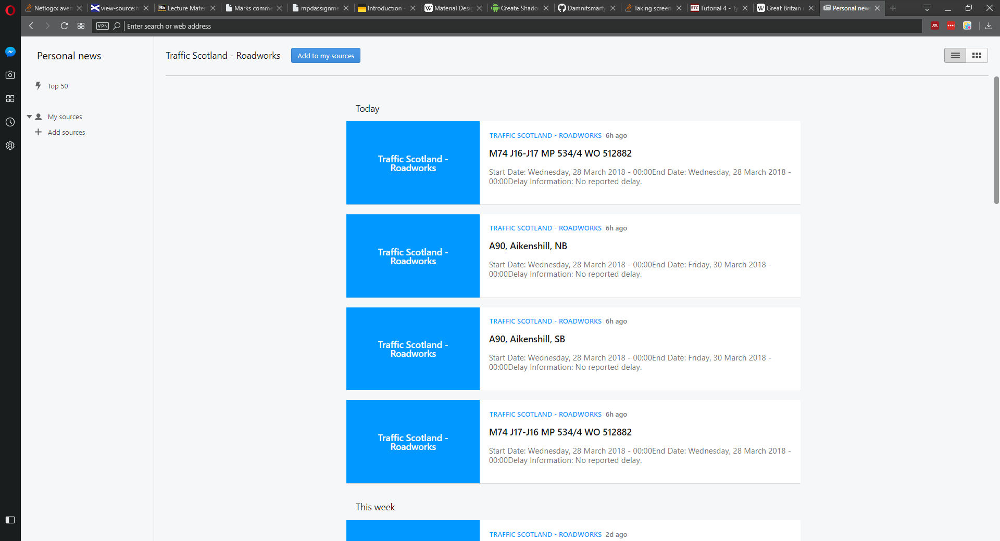 Netlogo: aver
view-source:h
Bb Lecture Mater
Marks comme
mpdassignme
Introduction -
W Material Desig
Create Shado
Damnitsmarty
Taking screen
STC Tutorial 4 - Ty
W Great Britain r
Personal news
VPN Enter search or web address
Personal news
Top 50
My sources
Add sources
Traffic Scotland - Roadworks
Add to my sources
Today
Traffic Scotland -
Roadworks
TRAFFIC SCOTLAND - ROADWORKS 6h ago
M74 J16-J17 MP 534/4 WO 512882
Start Date: Wednesday, 28 March 2018 - 00:00End Date: Wednesday, 28 March 2018 -
00:00Delay Information: No reported delay.
Traffic Scotland -
Roadworks
TRAFFIC SCOTLAND - ROADWORKS 6h ago
A90, Aikenshill, NB
Start Date: Wednesday, 28 March 2018 - 00:00End Date: Friday, 30 March 2018 -
00:00Delay Information: No reported delay.
Traffic Scotland -
Roadworks
TRAFFIC SCOTLAND - ROADWORKS 6h ago
A90, Aikenshill, SB
Start Date: Wednesday, 28 March 2018 - 00:00End Date: Friday, 30 March 2018 -
00:00Delay Information: No reported delay.
Traffic Scotland -
Roadworks
TRAFFIC SCOTLAND - ROADWORKS 6h ago
M74 J17-J16 MP 534/4 WO 512882
Start Date: Wednesday, 28 March 2018 - 00:00End Date: Wednesday, 28 March 2018 -
00:00Delay Information: No reported delay.
This week
TRAFFIC SCOTLAND - ROADWORKS 2d ago